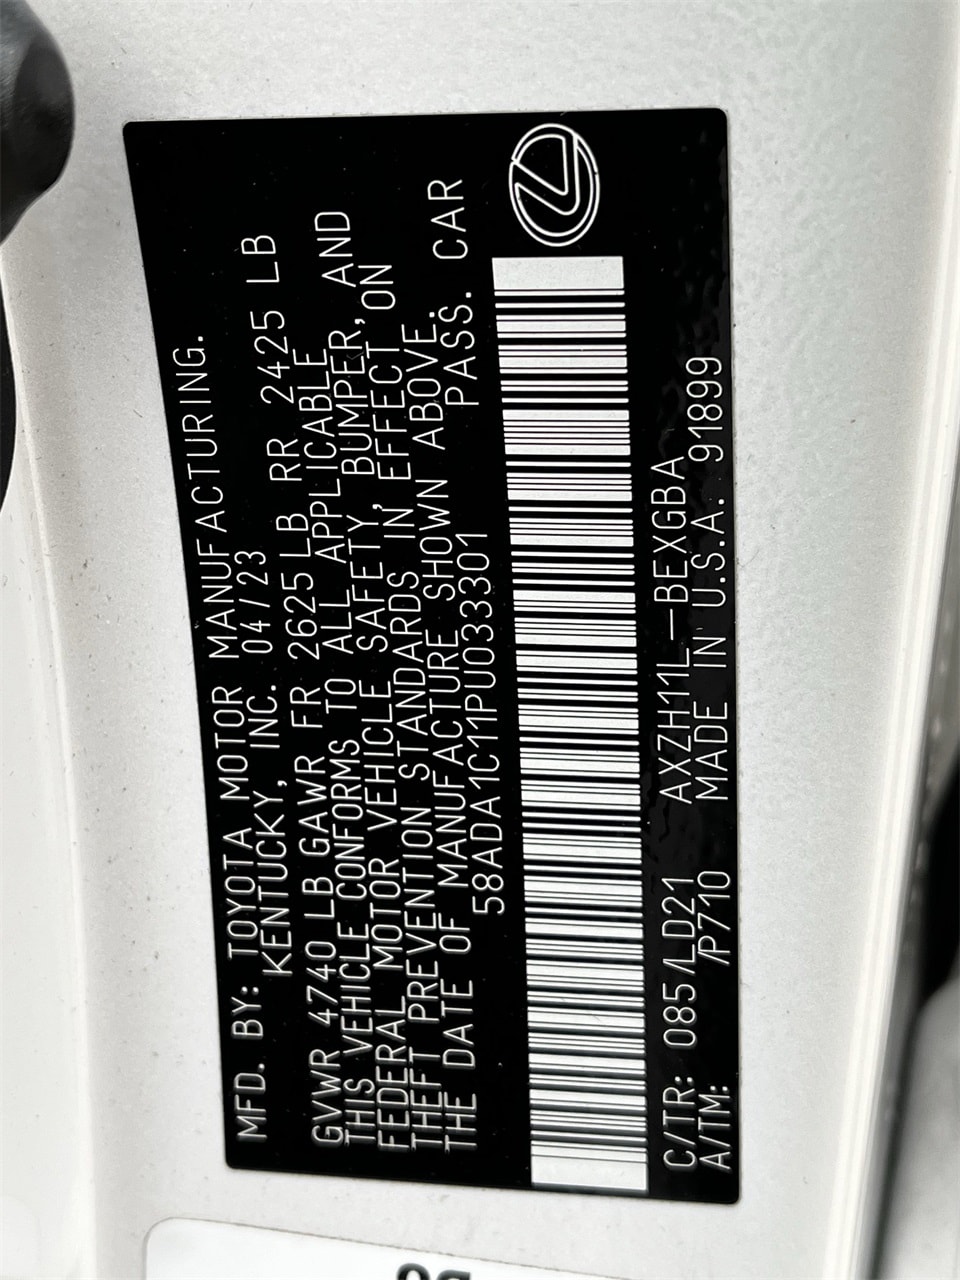 MFD. BY: TOYOTA MOTOR MANUFACTURING.
KENTUCKY, INC. 04/23
GVWR 4740 LB GAWR FR 2625 LB RR 2425 LB
THIS VEHICLE CONFORMS TO ALL APPLICABLE
FEDERAL MOTOR VEHICLE SAFETY, BUMPER, AND
THEFT PREVENTION STANDARDS IN EFFECT ON
THE DATE OF MANUFACTURE SHOWN ABOVE.
58ADA1C11PU033301 PASS. CAR
C/TR: 085/LD21 AXZH11L-BEXGBA
A/TM: /P710 MADE IN U.S.A. 91899